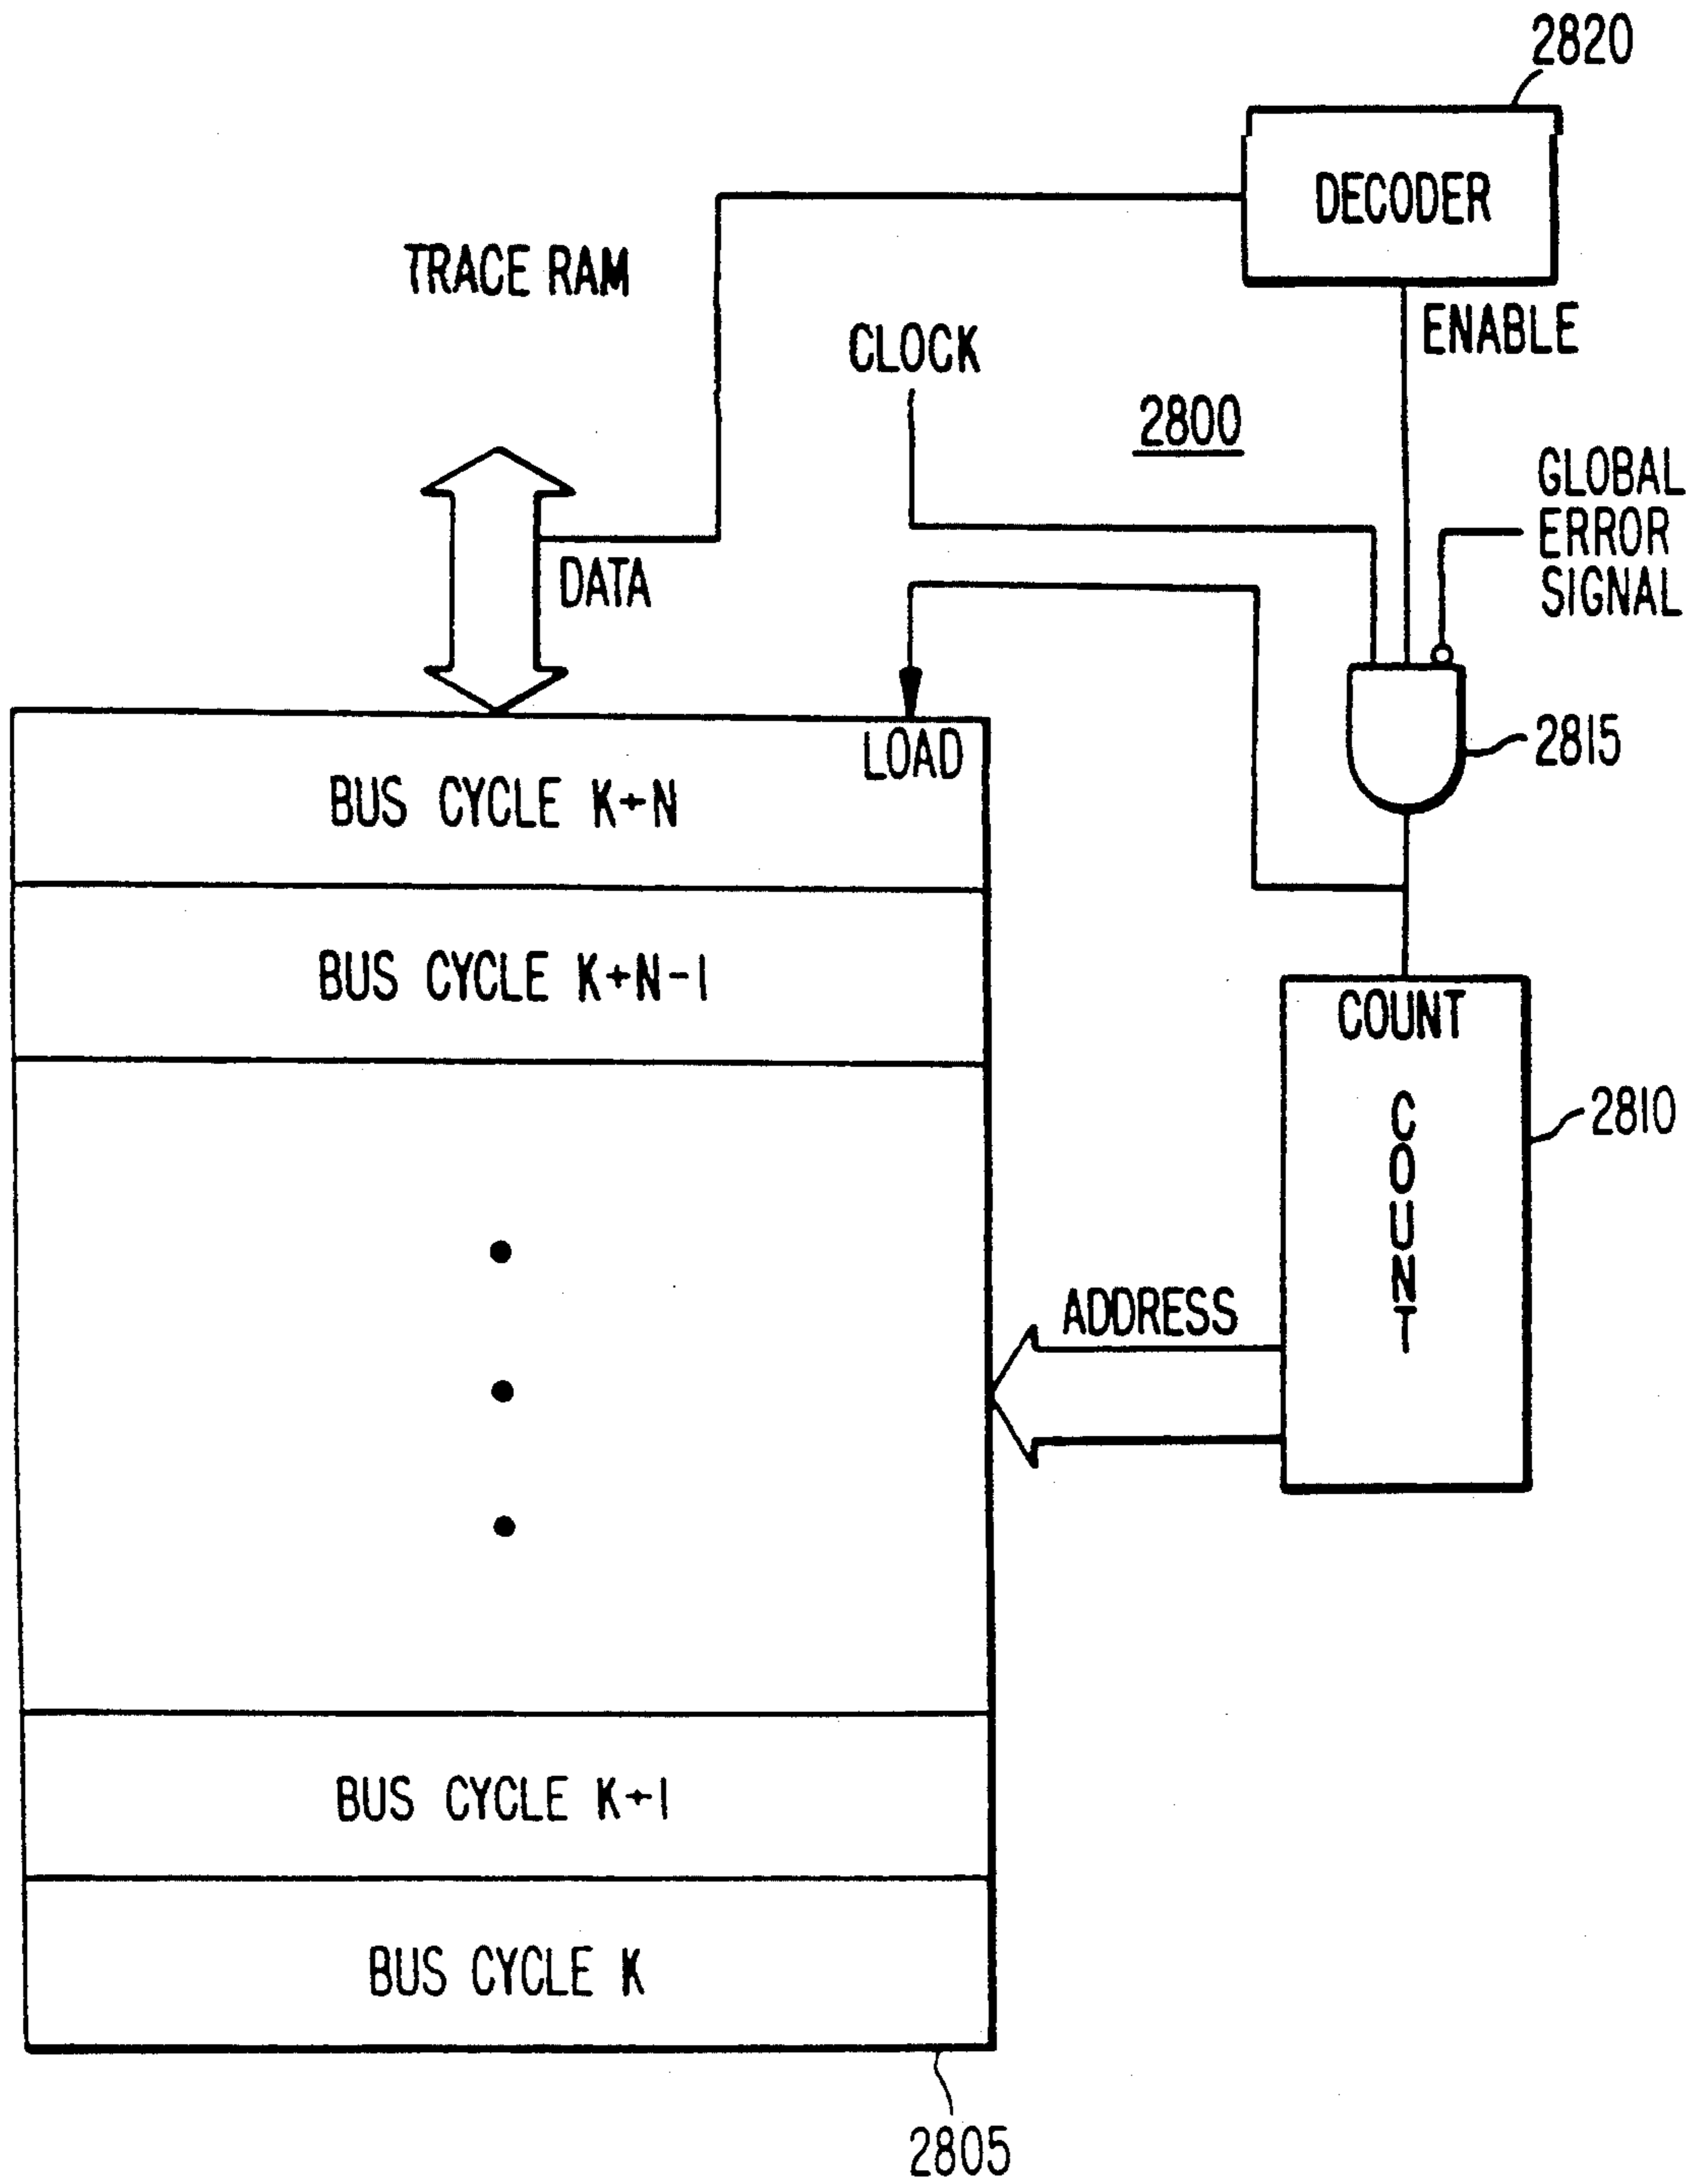 2820
DECODER
TRACE RAM
ENABLE
CLOCK
2800
GLOBAL
ERROR
SIGNAL
DATA
LOAD
2815
BUS CYCLE K+N
BUS CYCLE K+N-1
COUNT
COUNT
2810
ADDRESS
BUS CYCLE K+1
BUS CYCLE K
2805